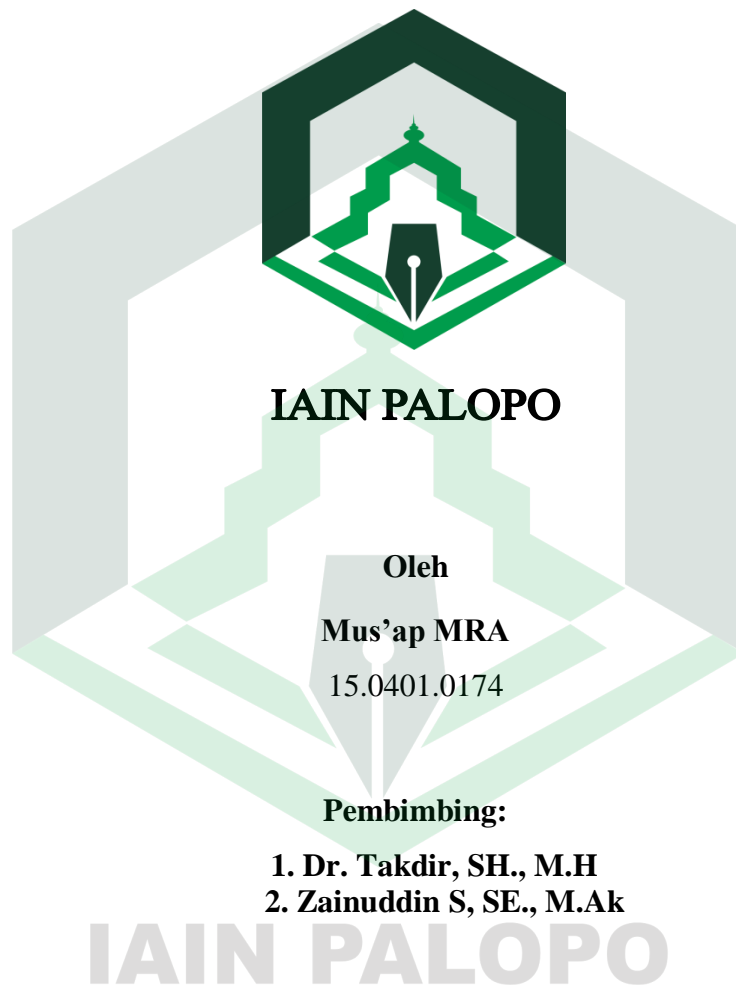 IAIN PALOPO
Oleh
Mus’ap MRA
15.0401.0174
Pembimbing:
1. Dr. Takdir, SH., M.H
2. Zainuddin S, SE., M.Ak
IAIN PALOPO